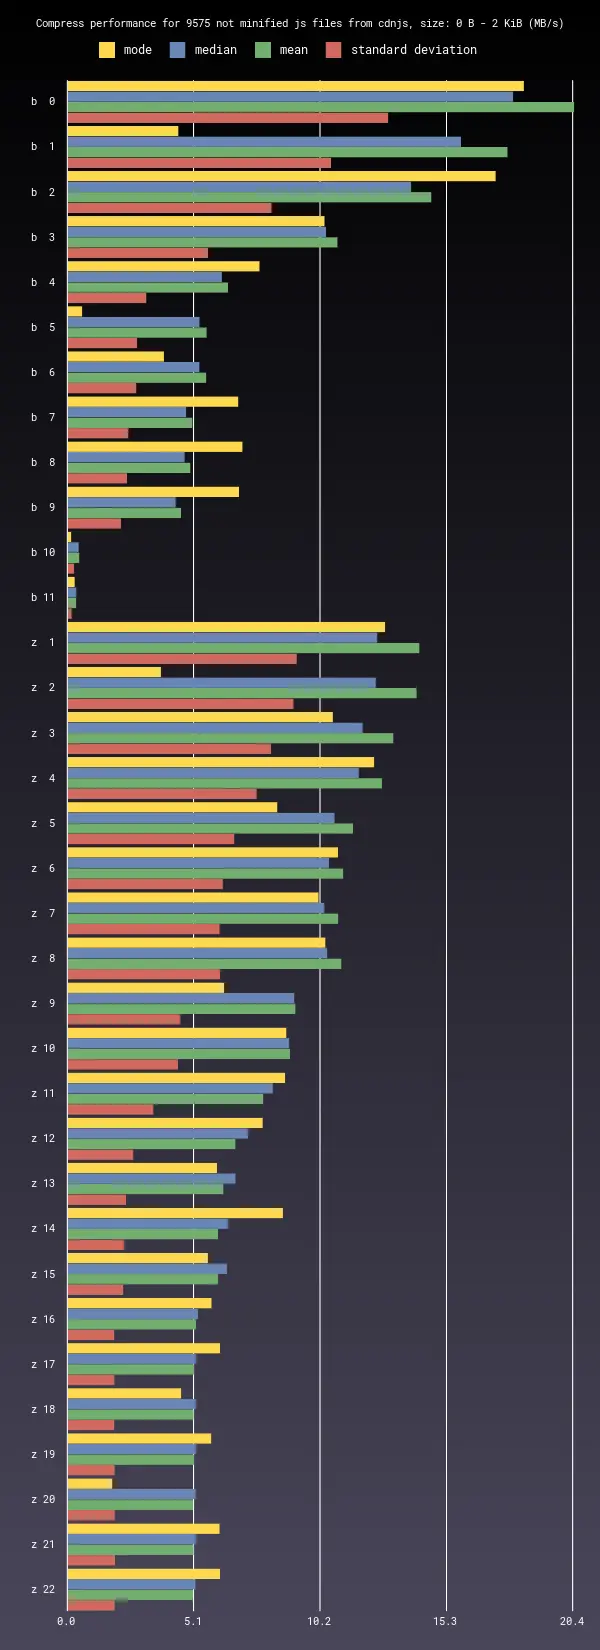 Compress performance for 9575 not minified js files from cdnjs, size: 0 B - 2 KiB (MB/s)
mode median mean standard deviation
b 0
b 1
b 2
b 3
b 4
b 5
b 6
b 7
b 8
b 9
b 10
b 11
z 1
z 2
z 3
z 4
z 5
z 6
z 7
z 8
z 9
z 10
z 11
z 12
z 13
z 14
z 15
z 16
z 17
z 18
z 19
z 20
z 21
z 22
0.0 5.1 10.2 15.3 20.4